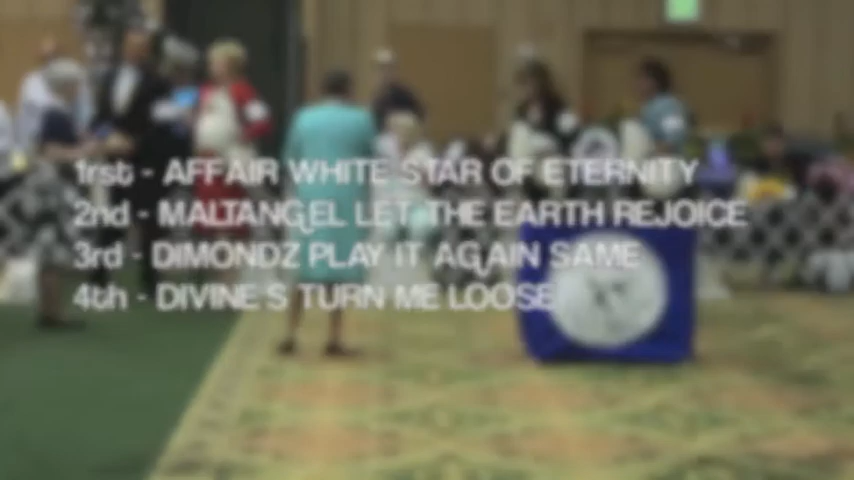 1rst - AFFAIR WHITE STAR OF ETERNITY
2nd - MALTANGEL LET THE EARTH REJOICE
3rd - DIMONDZ PLAY IT AGAIN SAME
4th - DIVINE'S TURN ME LOOSE